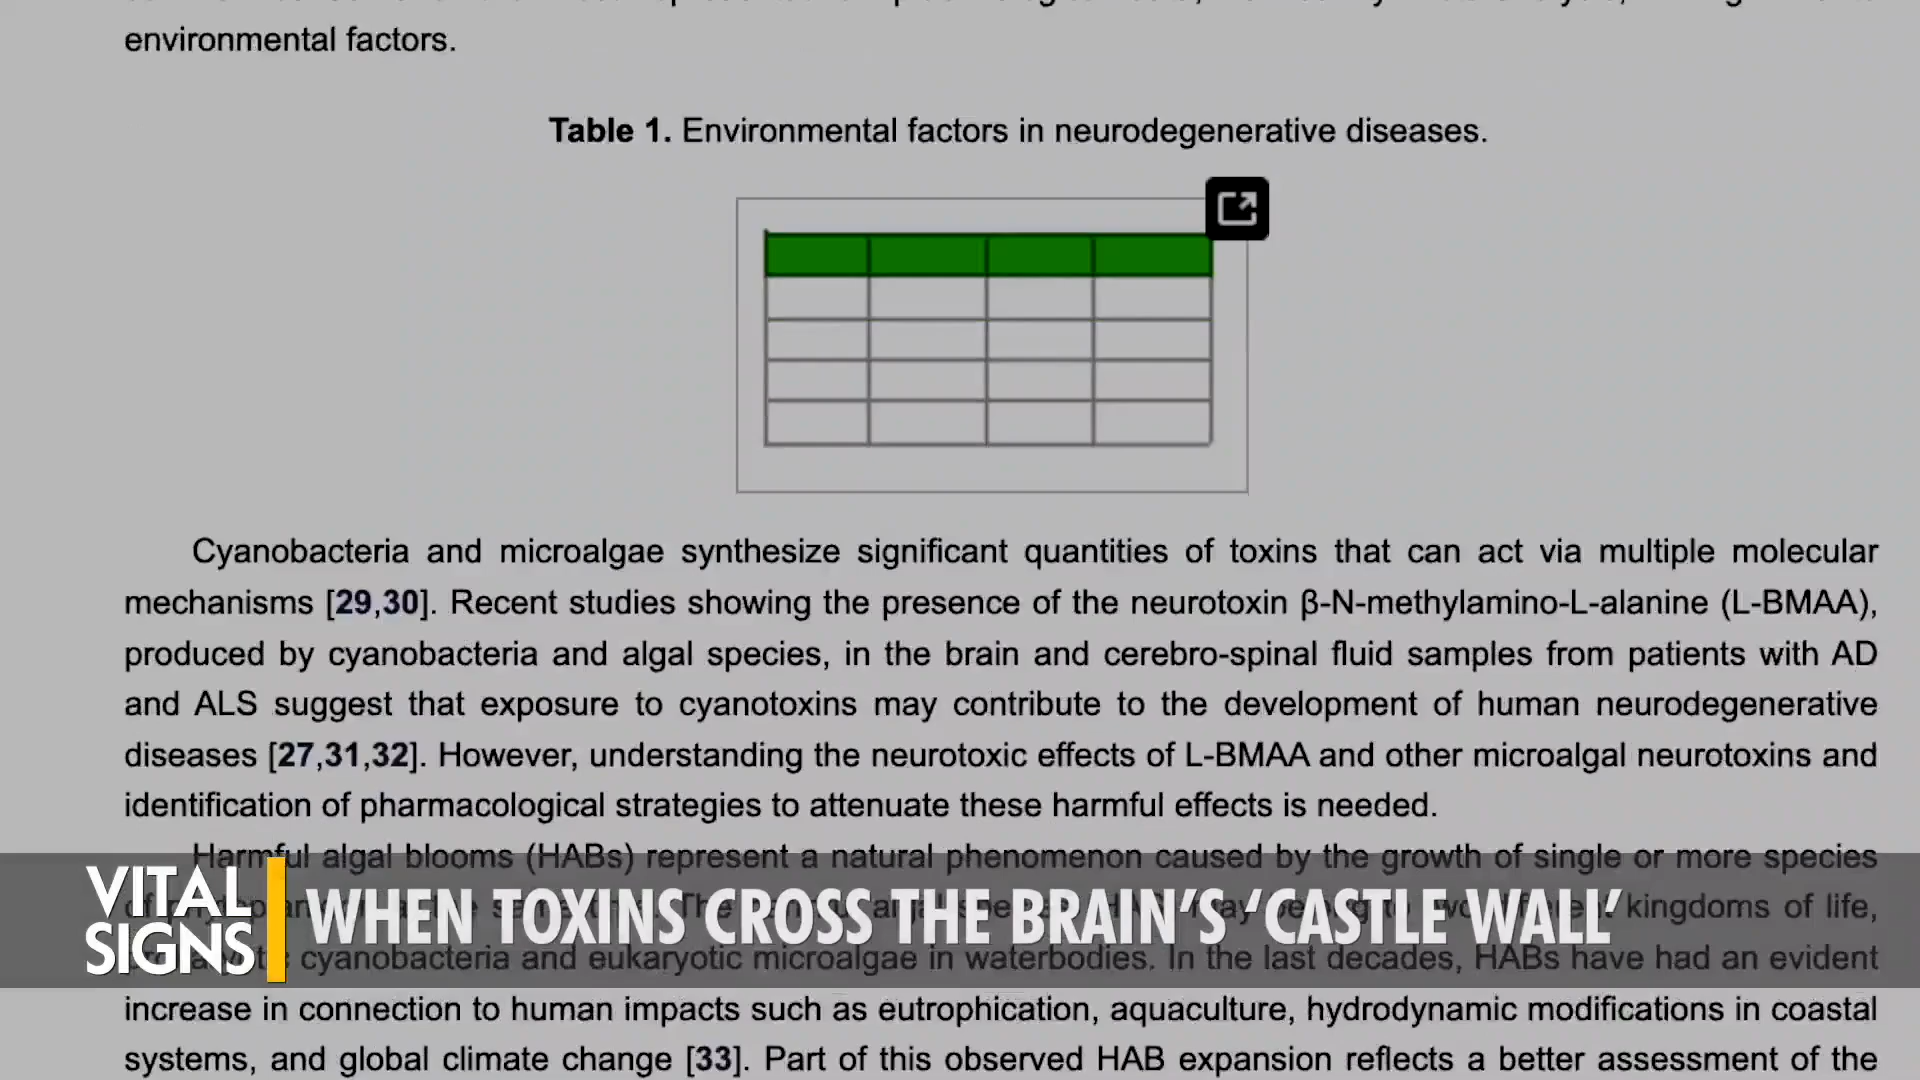 environmental factors.
Table 1. Environmental factors in neurodegenerative diseases.
Cyanobacteria and microalgae synthesize significant quantities of toxins that can act via multiple molecular
mechanisms [29,30]. Recent studies showing the presence of the neurotoxin β-N-methylamino-L-alanine (L-BMAA),
produced by cyanobacteria and algal species, in the brain and cerebro-spinal fluid samples from patients with AD
and ALS suggest that exposure to cyanotoxins may contribute to the development of human neurodegenerative
diseases [27,31,32]. However, understanding the neurotoxic effects of L-BMAA and other microalgal neurotoxins and
identification of pharmacological strategies to attenuate these harmful effects is needed.
Harmful algal blooms (HABs) represent a natural phenomenon caused by the growth of single or more species
kingdoms of life,
VITAL
SIGNS
WHEN TOXINS CROSS THE BRAIN'S 'CASTLE WALL'
cyanobacteria and eukaryotic microalgae in waterbodies. In the last decades, HABs have had an evident
increase in connection to human impacts such as eutrophication, aquaculture, hydrodynamic modifications in coastal
systems, and global climate change [33]. Part of this observed HAB expansion reflects a better assessment of the